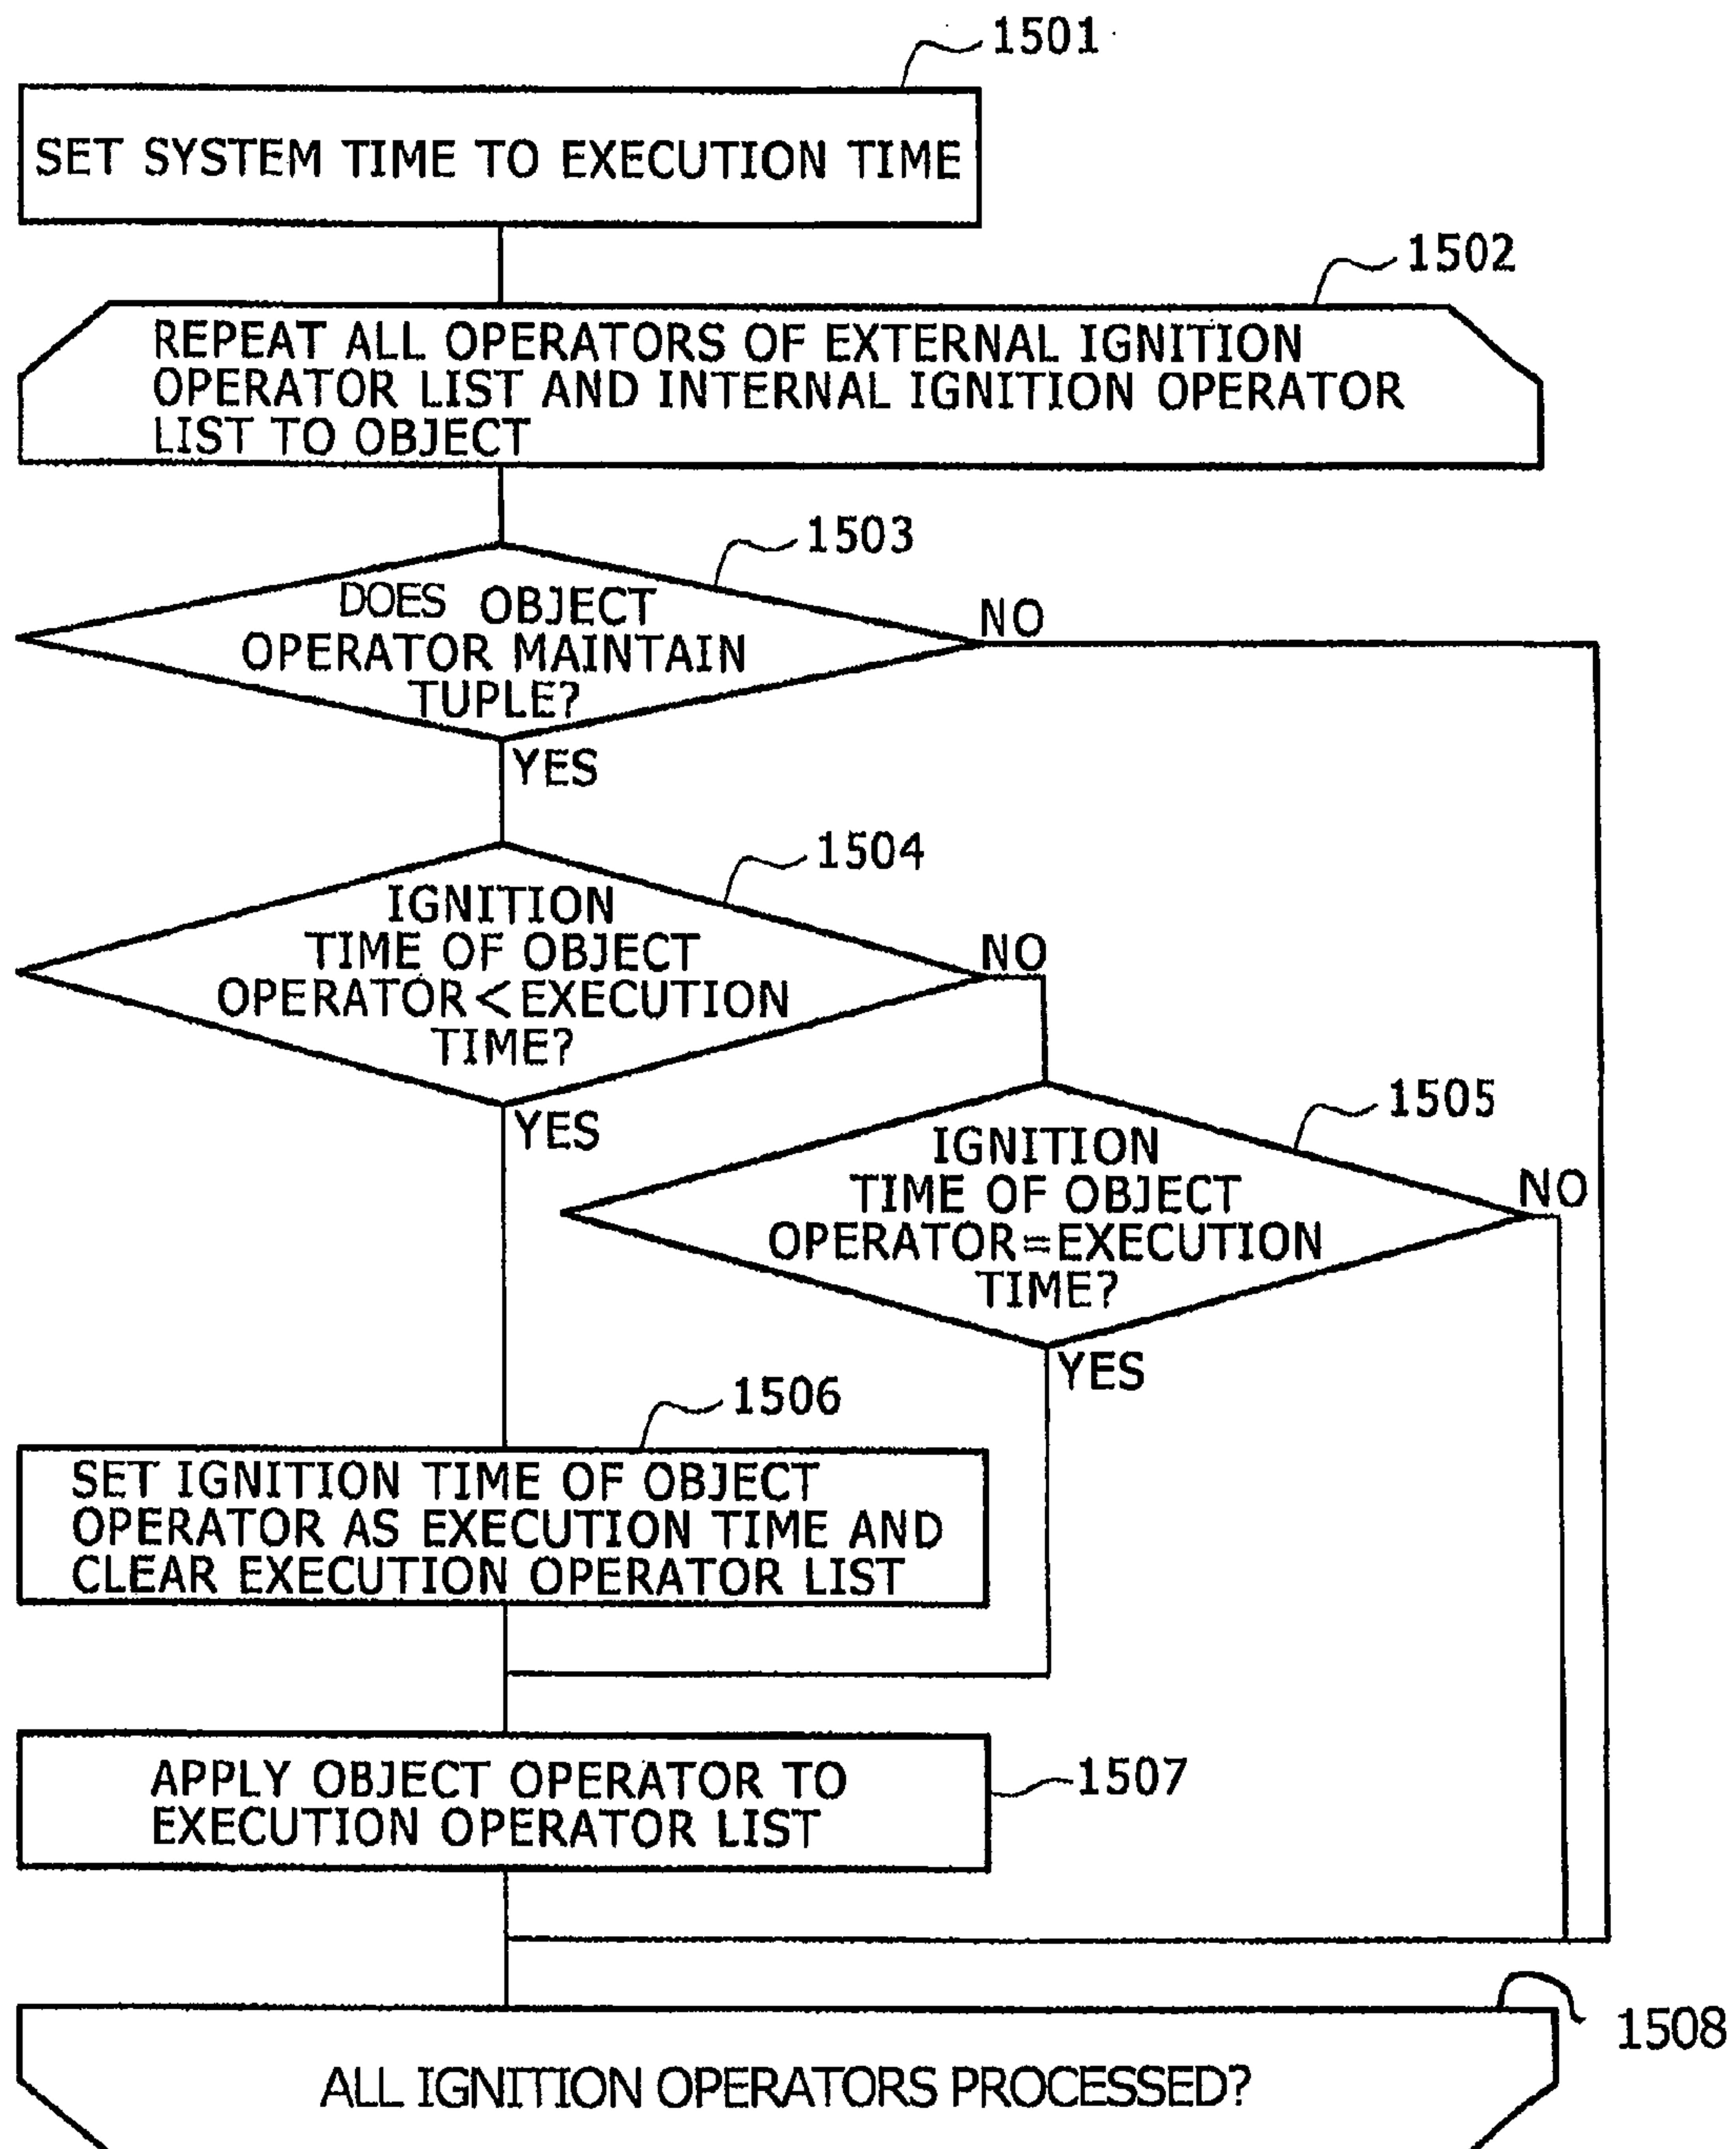 1501
SET SYSTEM TIME TO EXECUTION TIME
1502
REPEAT ALL OPERATORS OF EXTERNAL IGNITION
OPERATOR LIST AND INTERNAL IGNITION OPERATOR
LIST TO OBJECT
1503
DOES OBJECT
OPERATOR MAINTAIN
TUPLE?
NO
YES
1504
IGNITION
TIME OF OBJECT
OPERATOR<EXECUTION
TIME?
NO
YES
1505
IGNITION
TIME OF OBJECT
OPERATOR=EXECUTION
TIME?
NO
YES
1506
SET IGNITION TIME OF OBJECT
OPERATOR AS EXECUTION TIME AND
CLEAR EXECUTION OPERATOR LIST
APPLY OBJECT OPERATOR TO
EXECUTION OPERATOR LIST
1507
1508
ALL IGNITION OPERATORS PROCESSED?